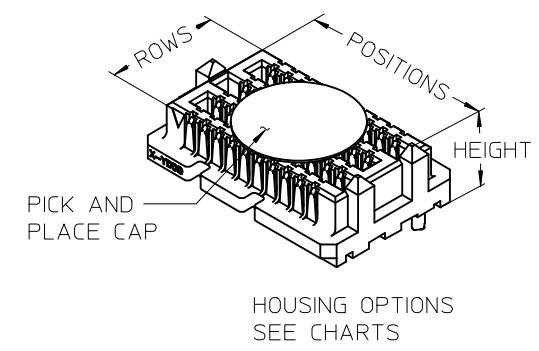 ROWS
POSITIONS
HEIGHT
PICK AND
PLACE CAP
HOUSING OPTIONS
SEE CHARTS